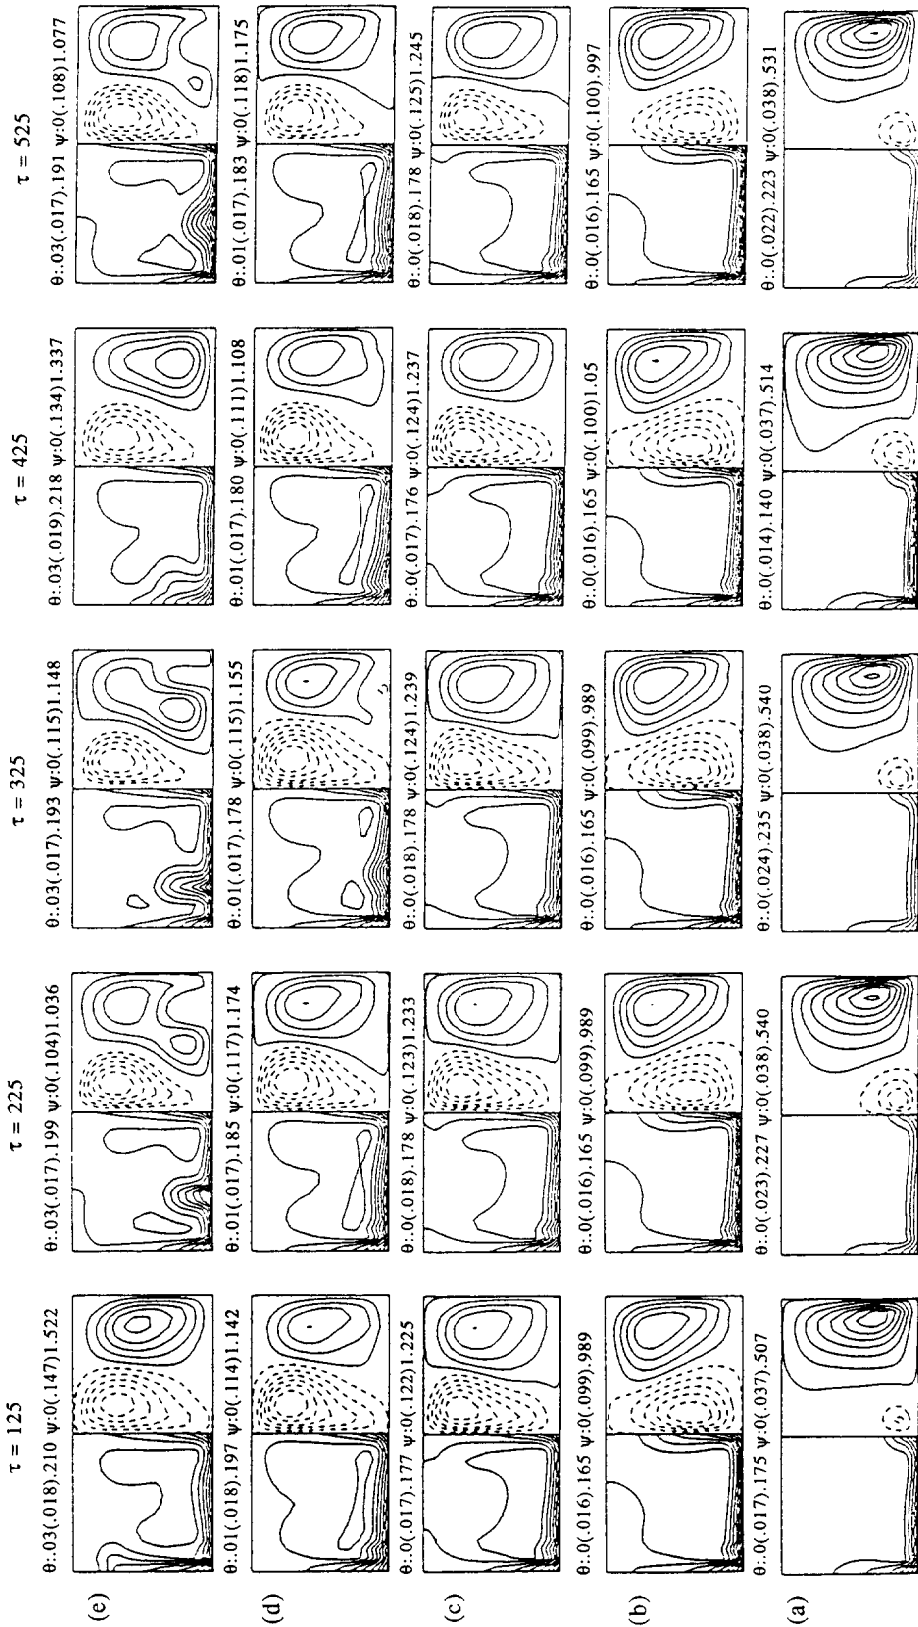 τ = 125 τ = 225 τ = 325 τ = 425 τ = 525
θ:.03(.018).210 ψ:0(.147)1.522 θ:.03(.017).199 ψ:0(.104)1.036 θ:.03(.017).193 ψ:0(.115)1.148 θ:.03(.019).218 ψ:0(.134)1.337 θ:.03(.017).191 ψ:0(.108)1.077
(e)
θ:.01(.018).197 ψ:0(.114)1.142 θ:.01(.017).185 ψ:0(.117)1.174 θ:.01(.017).178 ψ:0(.115)1.155 θ:.01(.017).180 ψ:0(.111)1.108 θ:.01(.017).183 ψ:0(.118)1.175
(d)
θ:.0(.017).177 ψ:0(.122)1.225 θ:.0(.018).178 ψ:0(.123)1.233 θ:.0(.018).178 ψ:0(.124)1.239 θ:.0(.017).176 ψ:0(.124)1.237 θ:.0(.018).178 ψ:0(.125)1.245
(c)
θ:.0(.016).165 ψ:0(.099).989 θ:.0(.016).165 ψ:0(.099).989 θ:.0(.016).165 ψ:0(.099).989 θ:.0(.016).165 ψ:0(.100)1.05 θ:.0(.016).165 ψ:0(.100).997
(b)
θ:.0(.017).175 ψ:0(.037).507 θ:.0(.023).227 ψ:0(.038).540 θ:.0(.024).235 ψ:0(.038).540 θ:.0(.014).140 ψ:0(.037).514 θ:.0(.022).223 ψ:0(.038).531
(a)